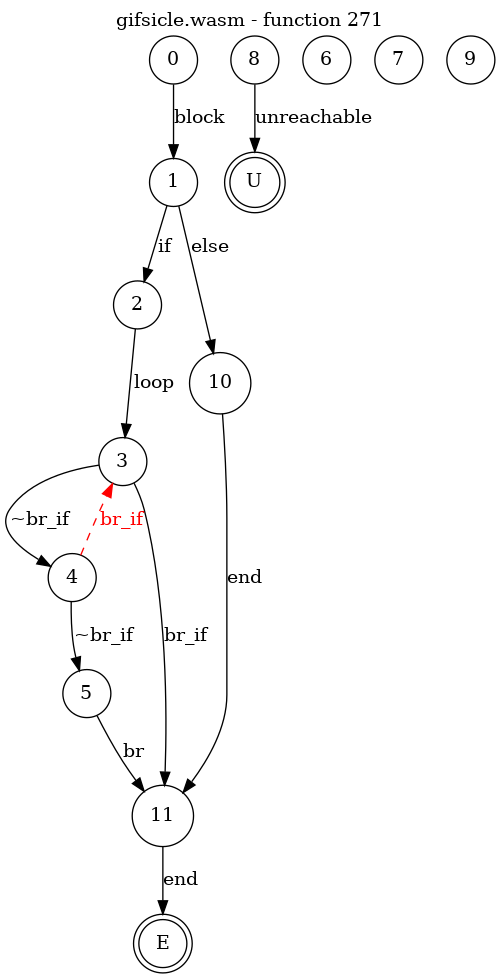 gifsicle.wasm - function 271
0 8 6 7 9
block unreachable
1 U
if else
2
10
loop
3
~br_if br_if
4 end
~br_if br_if
5
br
11
end
E